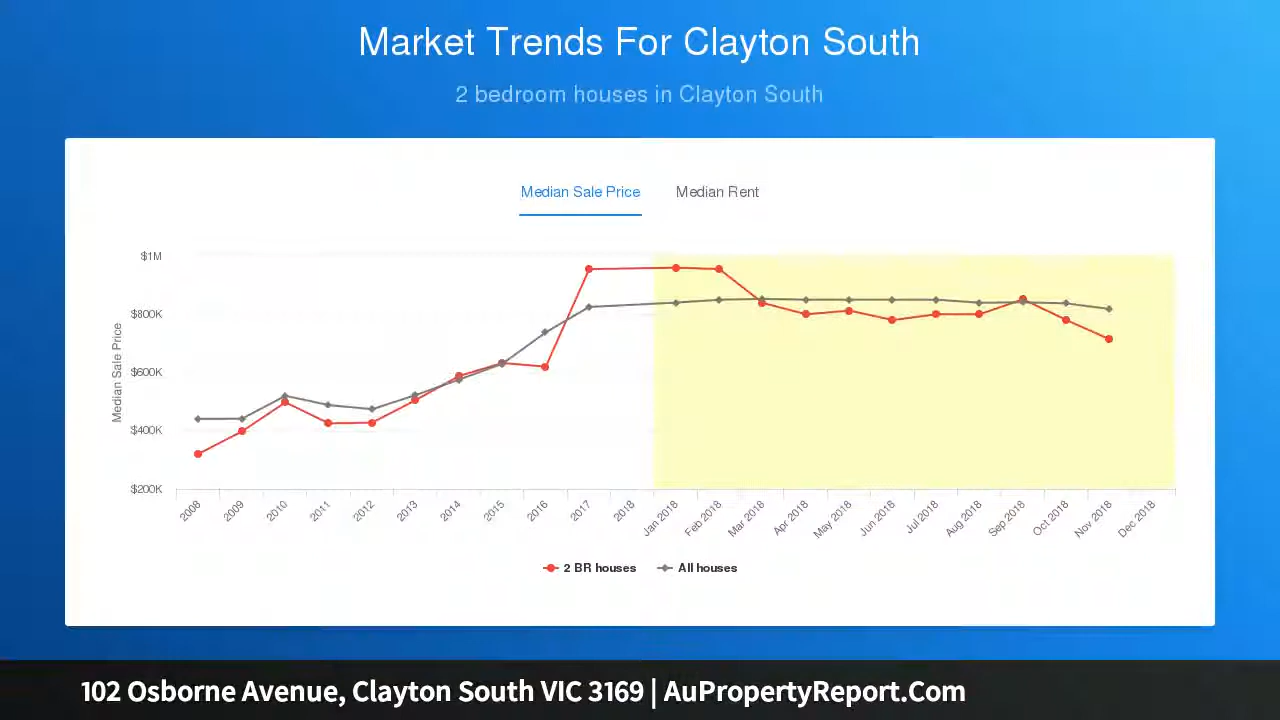 Market Trends For Clayton South
2 bedroom houses in Clayton South
Median Sale Price Median Rent
$1M
$800K
$600K
$400K
$200K
Median Sale Price
2008 2009 2010 2011 2012 2013 2014 2015 2016 2017 2018 Jan 2018 Feb 2018 Mar 2018 Apr 2018 May 2018 Jun 2018 Jul 2018 Aug 2018 Sep 2018 Oct 2018 Nov 2018 Dec 2018
2 BR houses All houses
102 Osborne Avenue, Clayton South VIC 3169 | AuPropertyReport.Com